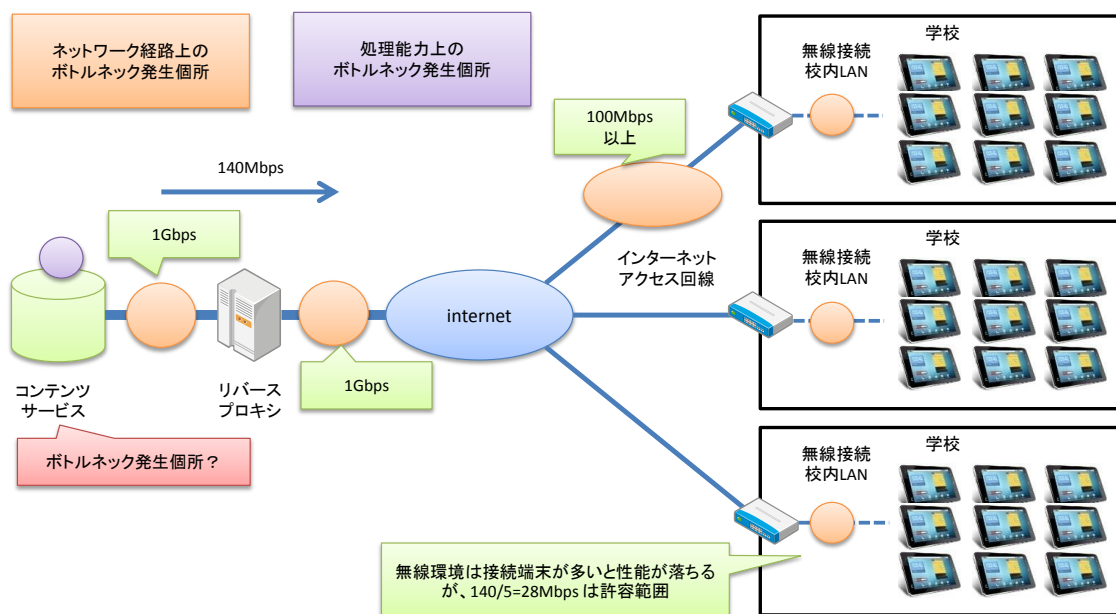 ネットワーク経路上の
ボトルネック発生個所
処理能力上の
ボトルネック発生個所
140Mbps
1Gbps
コンテンツ
サービス
ボトルネック発生個所？
リバース
プロキシ
1Gbps
internet
100Mbps
以上
インターネット
アクセス回線
学校
無線接続
校内LAN
学校
無線接続
校内LAN
学校
無線接続
校内LAN
無線環境は接続端末が多いと性能が落ちる
が、140/5=28Mbps は許容範囲